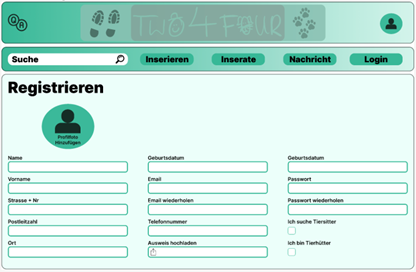 Q A
TWO 4 FOUR
Suche
Inserieren
Inserate
Nachricht
Login
Registrieren
Profilfoto
Hinzufügen
Name
Geburtsdatum
Geburtsdatum
Vorname
Email
Passwort
Strasse + Nr
Email wiederholen
Passwort wiederholen
Postleitzahl
Telefonnummer
Ich suche Tiersitter
Ort
Ausweis hochladen
Ich bin Tierhütter